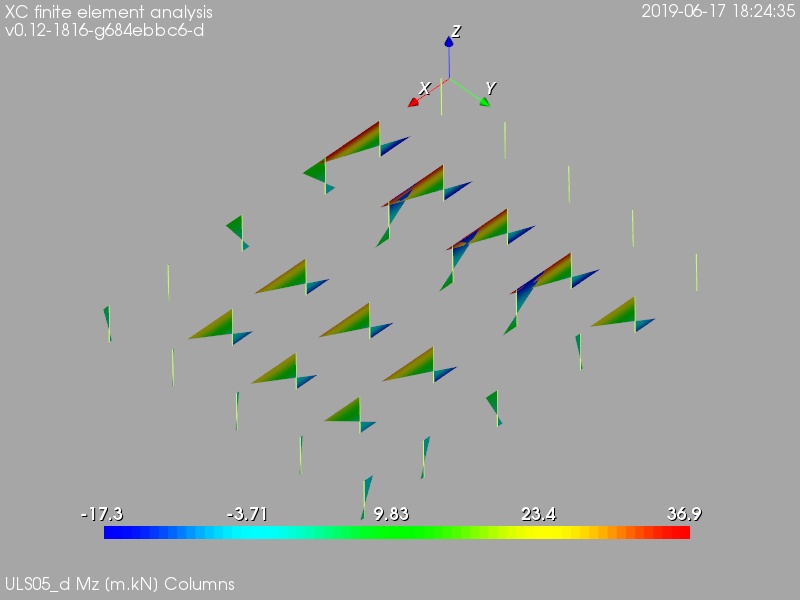 XC finite element analysis
v0.12-1816-g684ebbc6-d
2019-06-17 18:24:35
Z
X
Y
-17.3 -3.71 9.83 23.4 36.9
ULS05_d Mz (m.kN) Columns